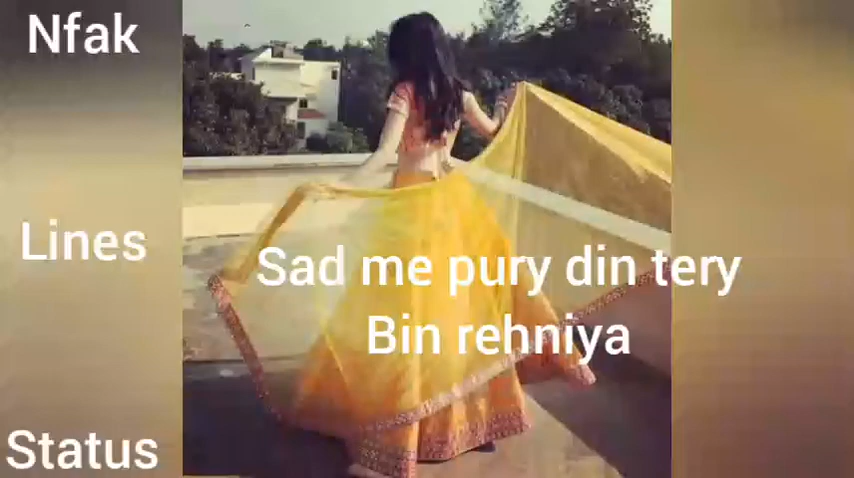 Nfak
Lines
Sad me pury din tery
Bin rehniya
Status